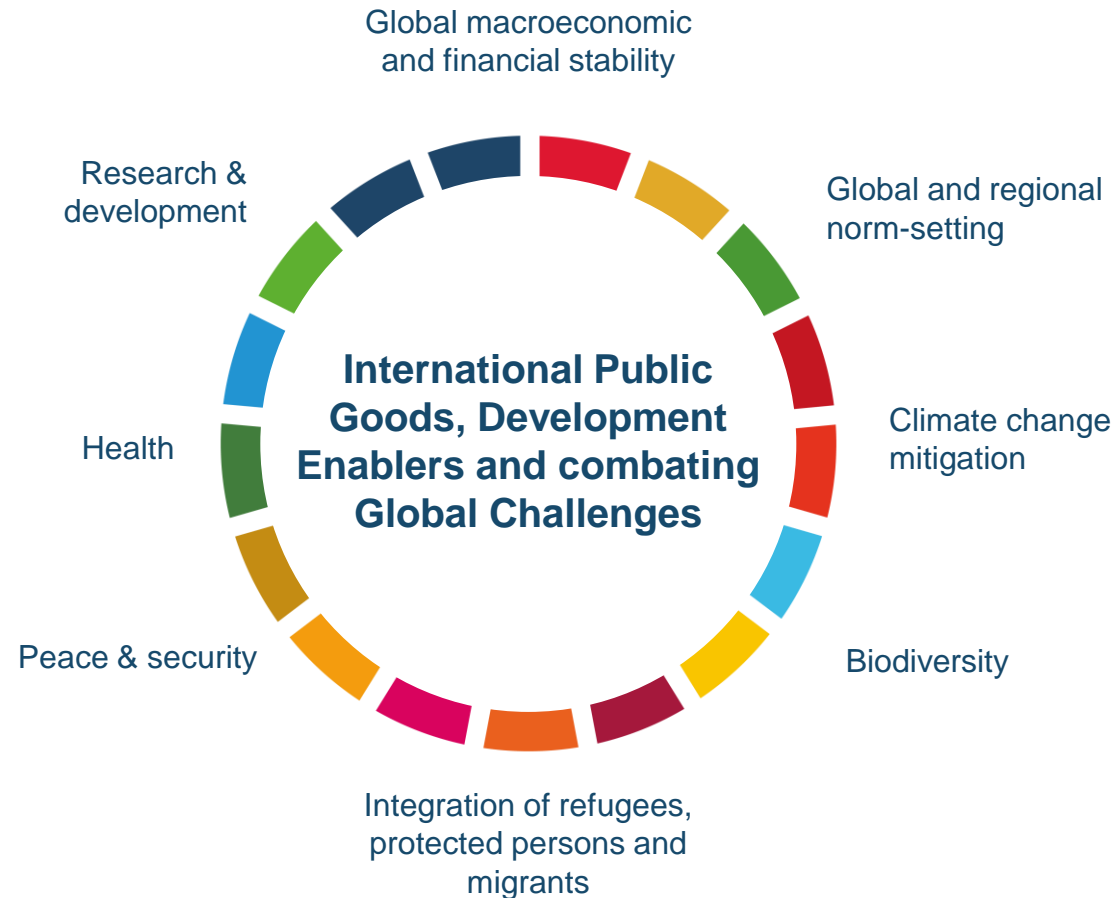 Global macroeconomic
and financial stability
Research &
development
Global and regional
norm-setting
International Public
Goods, Development
Enablers and combating
Global Challenges
Climate change
mitigation
Health
Peace & security
Biodiversity
Integration of refugees,
protected persons and
migrants